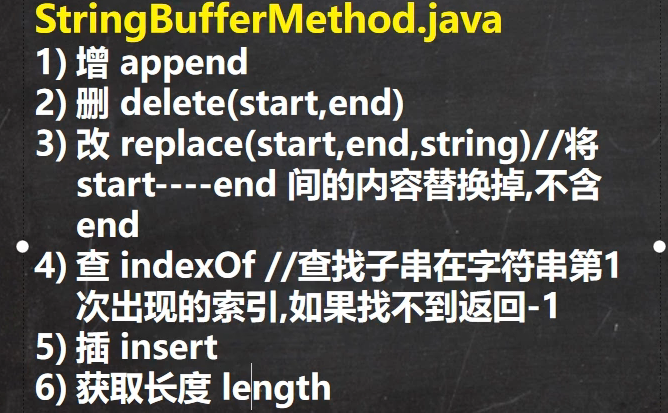 StringBufferMethod.java
1) 增 append
2) 删 delete(start,end)
3) 改 replace(start,end,string)//将
start----end 间的内容替换掉,不含
end
4) 查 indexOf //查找子串在字符串第1
次出现的索引,如果找不到返回-1
5) 插 insert
6) 获取长度 length